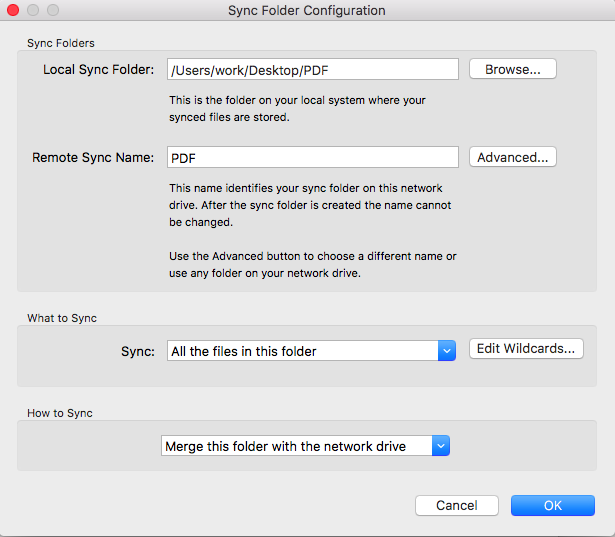 Sync Folder Configuration
Sync Folders
Local Sync Folder: /Users/work/Desktop/PDF Browse...
This is the folder on your local system where your
synced files are stored.
Remote Sync Name: PDF Advanced...
This name identifies your sync folder on this network
drive. After the sync folder is created the name cannot
be changed.
Use the Advanced button to choose a different name or
use any folder on your network drive.
What to Sync
Sync: All the files in this folder Edit Wildcards...
How to Sync
Merge this folder with the network drive
Cancel OK